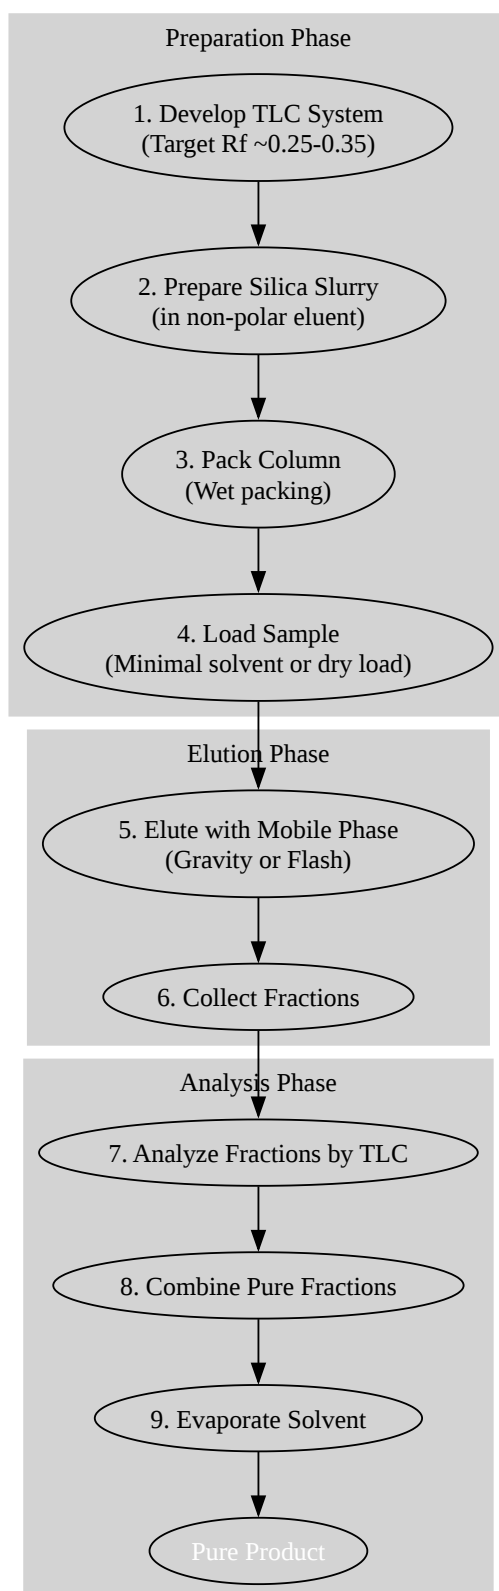 Preparation Phase
1. Develop TLC System
(Target Rf ~0.25-0.35)
2. Prepare Silica Slurry
(in non-polar eluent)
3. Pack Column
(Wet packing)
4. Load Sample
(Minimal solvent or dry load)
Elution Phase
5. Elute with Mobile Phase
(Gravity or Flash)
6. Collect Fractions
Analysis Phase
7. Analyze Fractions by TLC
8. Combine Pure Fractions
9. Evaporate Solvent
Pure Product